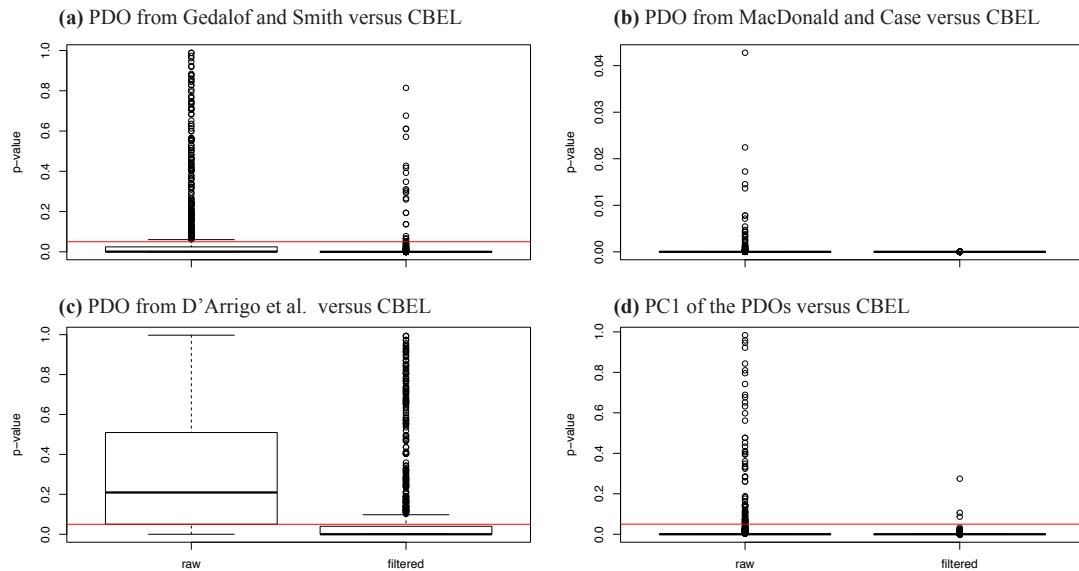 (a) PDO from Gedalof and Smith versus CBEL
p-value
1.0
0.8
0.6
0.4
0.2
0.0
raw
filtered
(b) PDO from MacDonald and Case versus CBEL
p-value
0.04
0.03
0.02
0.01
0.00
raw
filtered
(c) PDO from D'Arrigo et al. versus CBEL
p-value
1.0
0.8
0.6
0.4
0.2
0.0
raw
filtered
(d) PC1 of the PDOs versus CBEL
p-value
1.0
0.8
0.6
0.4
0.2
0.0
raw
filtered